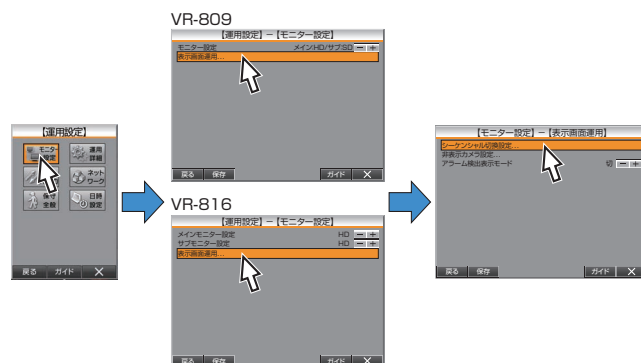 VR-809
【運用設定】－【モニター設定】
モニター設定 メイン:HD/サブ:SD － ＋
表示画面運用...
戻る 保存 ガイド ×
【運用設定】
モニター設定 運用詳細
ネットワーク
保守全般 日時設定
戻る ガイド ×
VR-816
【運用設定】－【モニター設定】
メインモニター設定 HD － ＋
サブモニター設定 HD － ＋
表示画面運用...
戻る 保存 ガイド ×
【モニター設定】－【表示画面運用】
シーケンシャル切換設定...
非表示カメラ設定...
アラーム検出表示モード 切 － ＋
戻る 保存 ガイド ×